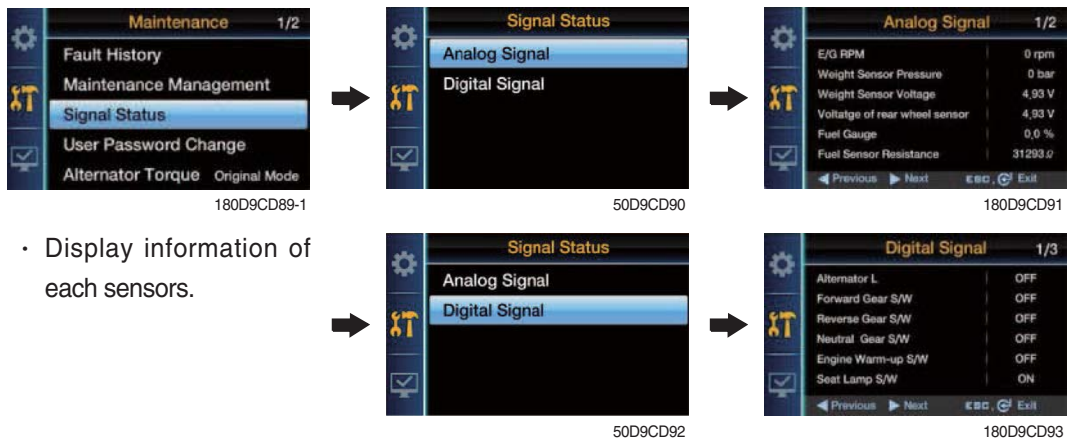 Maintenance 1/2
Fault History
Maintenance Management
Signal Status
User Password Change
Alternator Torque Original Mode
180D9CD89-1
Signal Status
Analog Signal
Digital Signal
50D9CD90
Analog Signal 1/2
E/G RPM 0 rpm
Weight Sensor Pressure 0 bar
Weight Sensor Voltage 4,93 V
Voltatge of rear wheel sensor 4,93 V
Fuel Gauge 0,0 %
Fuel Sensor Resistance 31293Ω
◀ Previous ▶ Next ESC, Exit
180D9CD91
· Display information of
each sensors.
Signal Status
Analog Signal
Digital Signal
50D9CD92
Digital Signal 1/3
Alternator L OFF
Forward Gear S/W OFF
Reverse Gear S/W OFF
Neutral Gear S/W OFF
Engine Warm-up S/W OFF
Seat Lamp S/W ON
◀ Previous ▶ Next ESC, Exit
180D9CD93